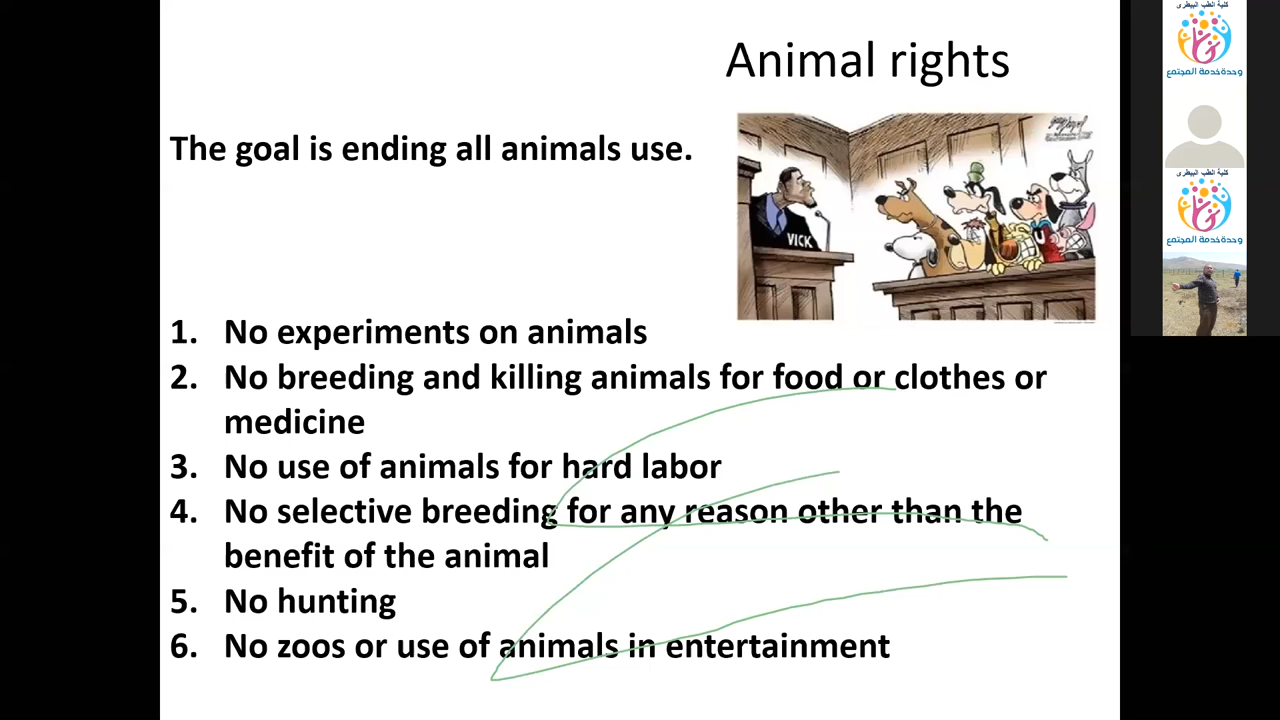 Animal rights
The goal is ending all animals use.
VICK
1. No experiments on animals
2. No breeding and killing animals for food or clothes or
medicine
3. No use of animals for hard labor
4. No selective breeding for any reason other than the
benefit of the animal
5. No hunting
6. No zoos or use of animals in entertainment
كلية الطب البيطرى
وحدة خدمة المجتمع
كلية الطب البيطرى
وحدة خدمة المجتمع